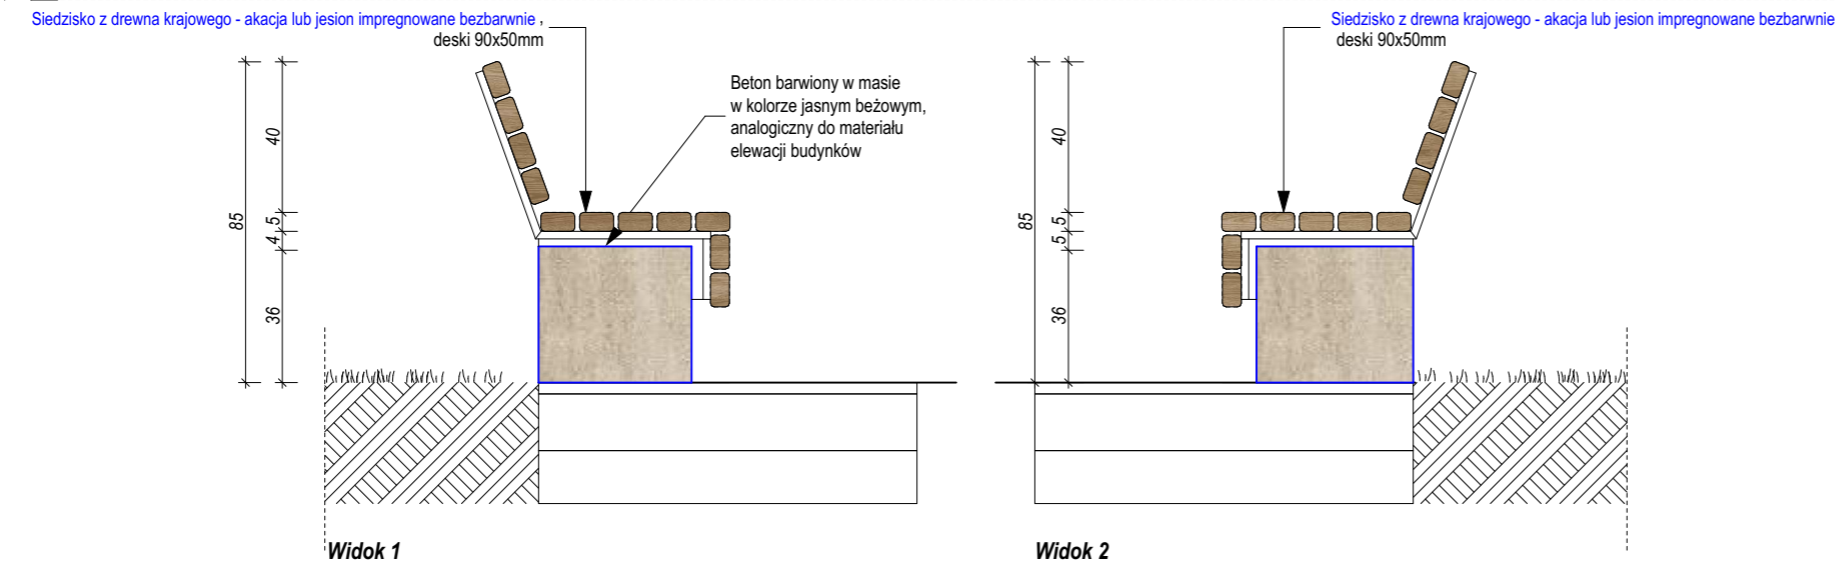 Siedzisko z drewna krajowego - akacja lub jesion impregnowane bezbarwnie ,
deski 90x50mm
Beton barwiony w masie
w kolorze jasnym beżowym,
analogiczny do materiału
elewacji budynków
85
40
5
4
36
Widok 1
Siedzisko z drewna krajowego - akacja lub jesion impregnowane bezbarwnie
deski 90x50mm
85
40
5
5
36
Widok 2